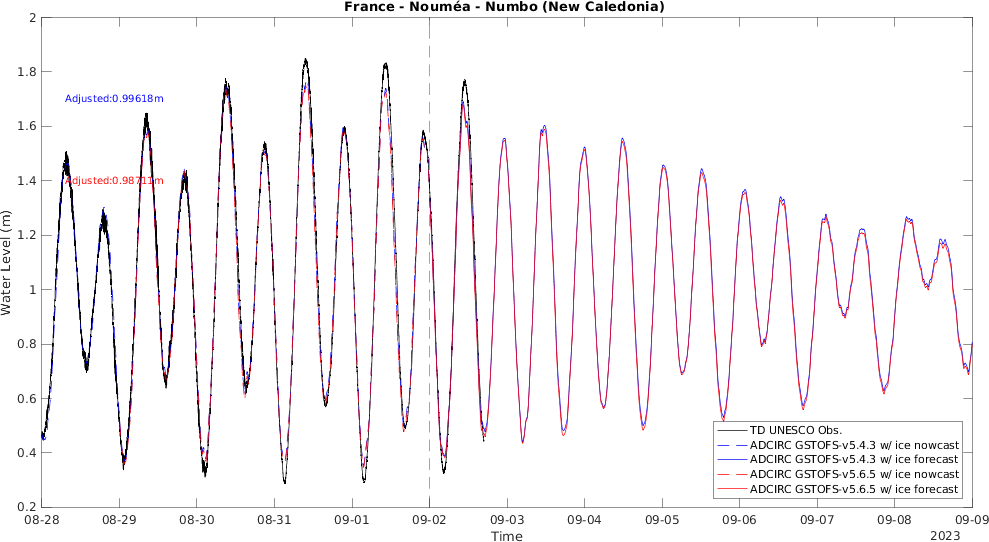 France - Nouméa - Numbo (New Caledonia)
2
1.8
1.6
1.4
1.2
1
0.8
0.6
0.4
0.2
Water Level (m)
Adjusted:0.99618m
Adjusted:0.98711m
TD UNESCO Obs.
ADCIRC GSTOFS-v5.4.3 w/ ice nowcast
ADCIRC GSTOFS-v5.4.3 w/ ice forecast
ADCIRC GSTOFS-v5.6.5 w/ ice nowcast
ADCIRC GSTOFS-v5.6.5 w/ ice forecast
08-28 08-29 08-30 08-31 09-01 09-02 09-03 09-04 09-05 09-06 09-07 09-08 09-09
Time
2023